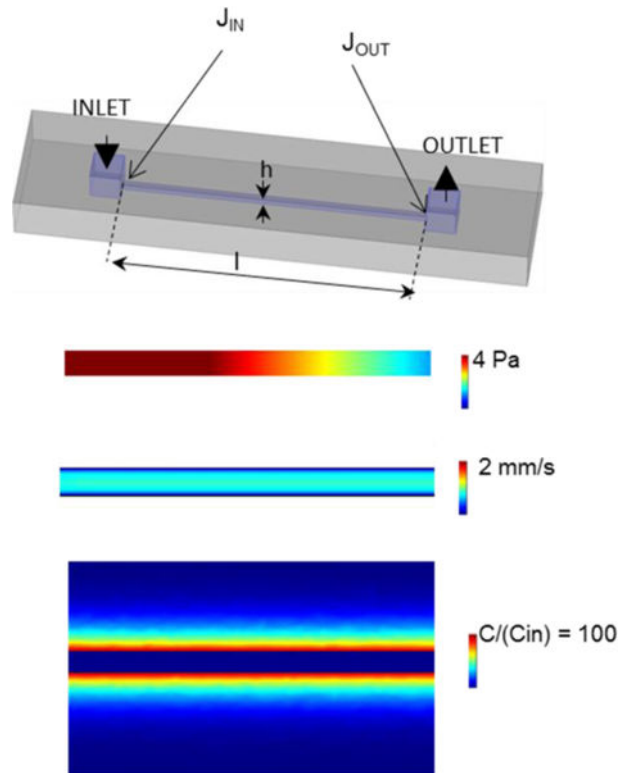 J_IN
J_OUT
INLET
OUTLET
h
l
4 Pa
2 mm/s
C/(Cin) = 100